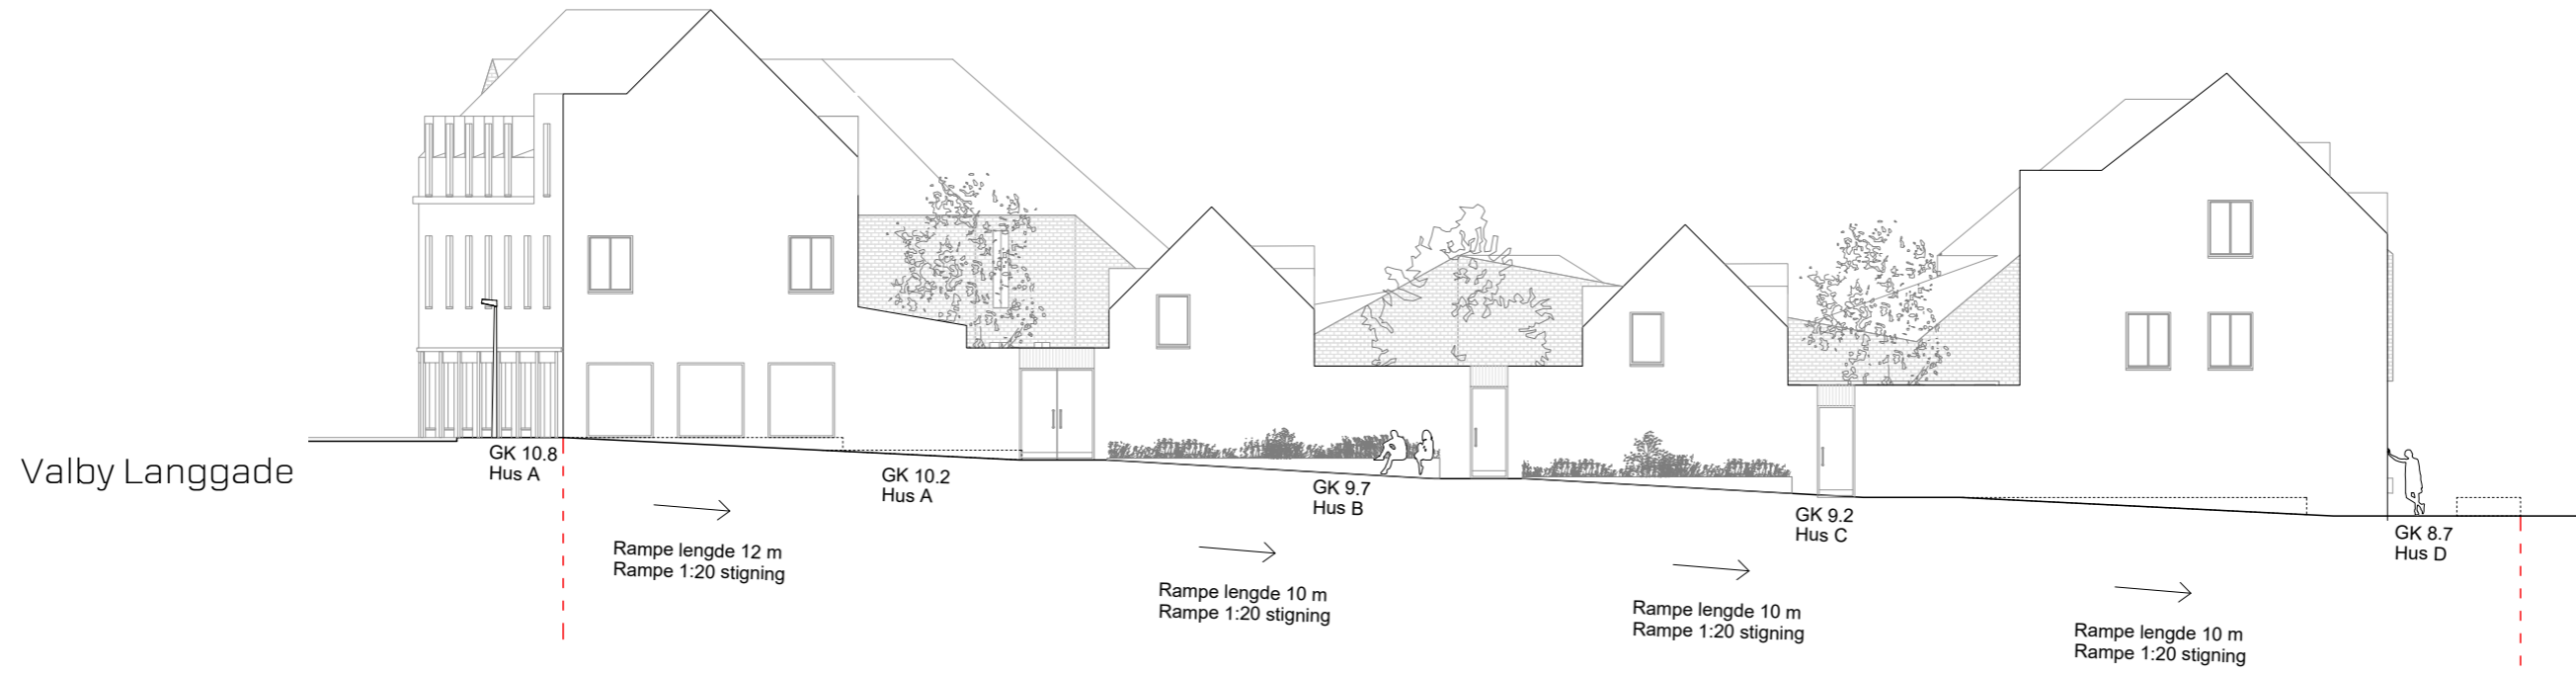 Valby Langgade
GK 10.8
Hus A
Rampe lengde 12 m
Rampe 1:20 stigning
GK 10.2
Hus A
Rampe lengde 10 m
Rampe 1:20 stigning
GK 9.7
Hus B
Rampe lengde 10 m
Rampe 1:20 stigning
GK 9.2
Hus C
Rampe lengde 10 m
Rampe 1:20 stigning
GK 8.7
Hus D